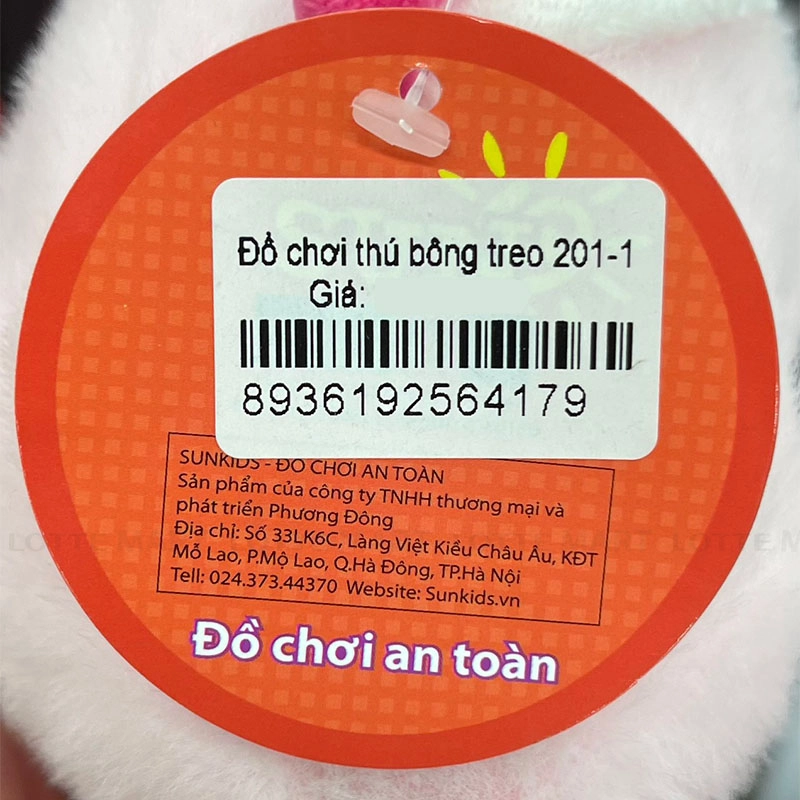 Đồ chơi thú bông treo 201-1
Giá:
8936192564179
SUNKIDS - ĐỒ CHƠI AN TOÀN
Sản phẩm của công ty TNHH thương mại và
phát triển Phương Đông
Địa chỉ: Số 33LK6C, Làng Việt Kiều Châu Âu, KĐT
Mỗ Lao, P.Mộ Lao, Q.Hà Đông, TP.Hà Nội
Tell: 024.373.44370 Website: Sunkids.vn
Đồ chơi an toàn